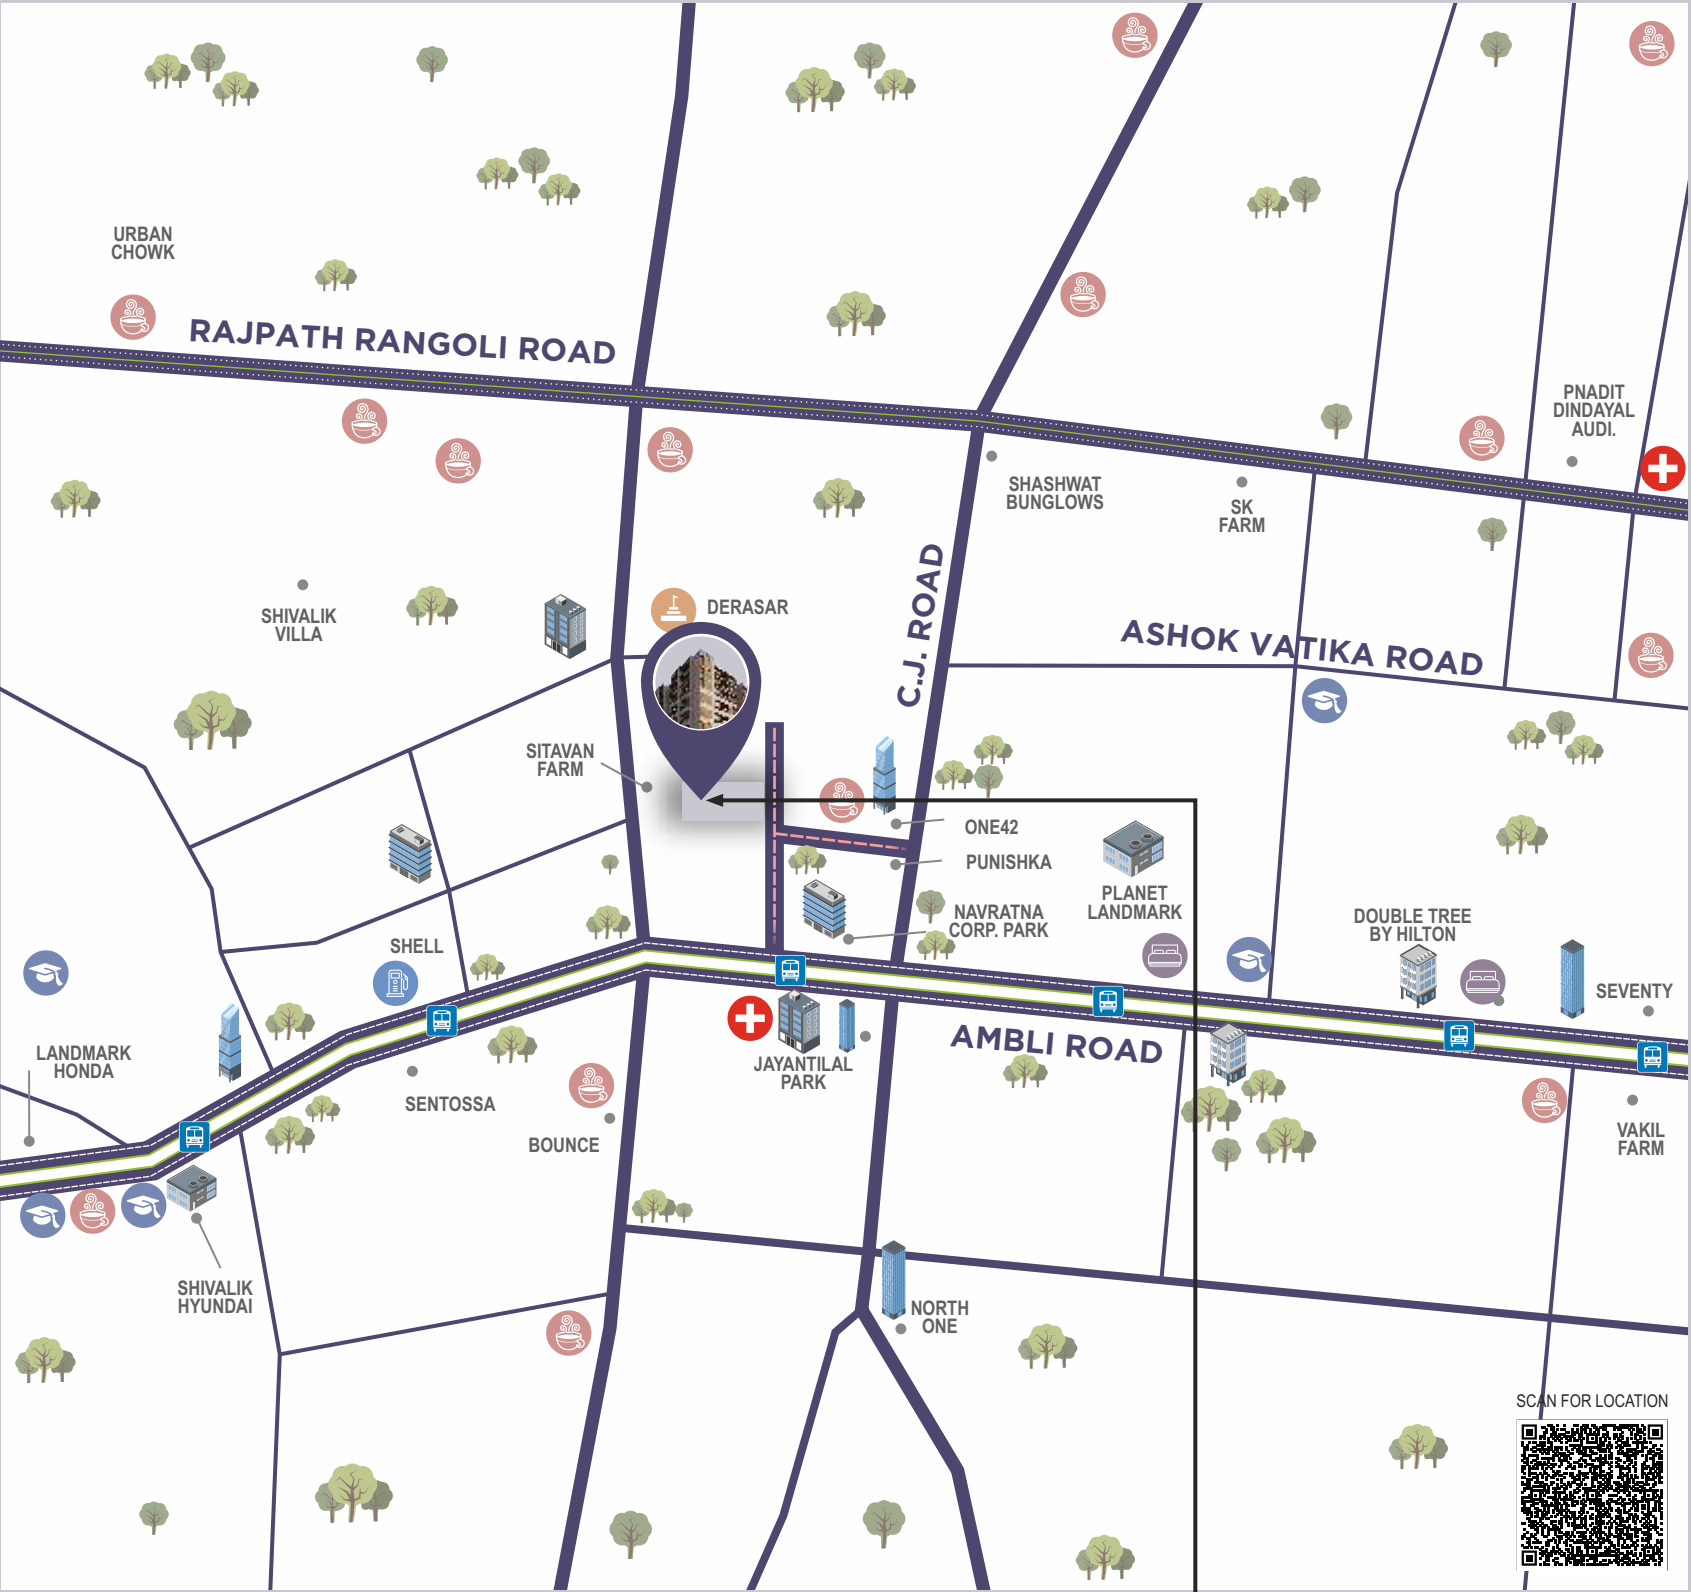 URBAN
CHOWK
RAJPATH RANGOLI ROAD
PNADIT
DINDAYAL
AUDI.
SHASHWAT
BUNGLOWS
SK
FARM
C.J. ROAD
SHIVALIK
VILLA
DERASAR
ASHOK VATIKA ROAD
SITAVAN
FARM
ONE42
PUNISHKA
PLANET
LANDMARK
NAVRATNA
CORP. PARK
DOUBLE TREE
BY HILTON
SHELL
SEVENTY
LANDMARK
HONDA
AMBLI ROAD
JAYANTILAL
PARK
SENTOSSA
BOUNCE
VAKIL
FARM
SHIVALIK
HYUNDAI
NORTH
ONE
SCAN FOR LOCATION